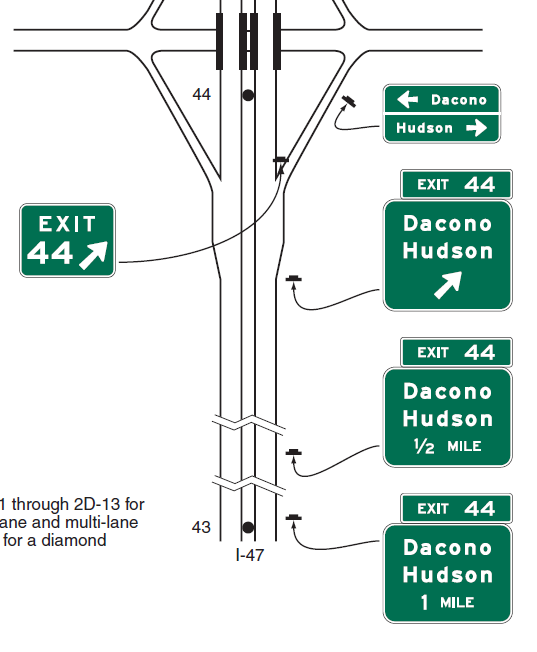 44
← Dacono
Hudson →
EXIT 44
Dacono
Hudson
↗
EXIT
44 ↗
EXIT 44
Dacono
Hudson
1/2 MILE
1 through 2D-13 for
ane and multi-lane
for a diamond
43
I-47
EXIT 44
Dacono
Hudson
1 MILE